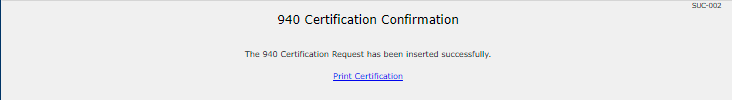 SUC-002
940 Certification Confirmation
The 940 Certification Request has been inserted successfully.
Print Certification